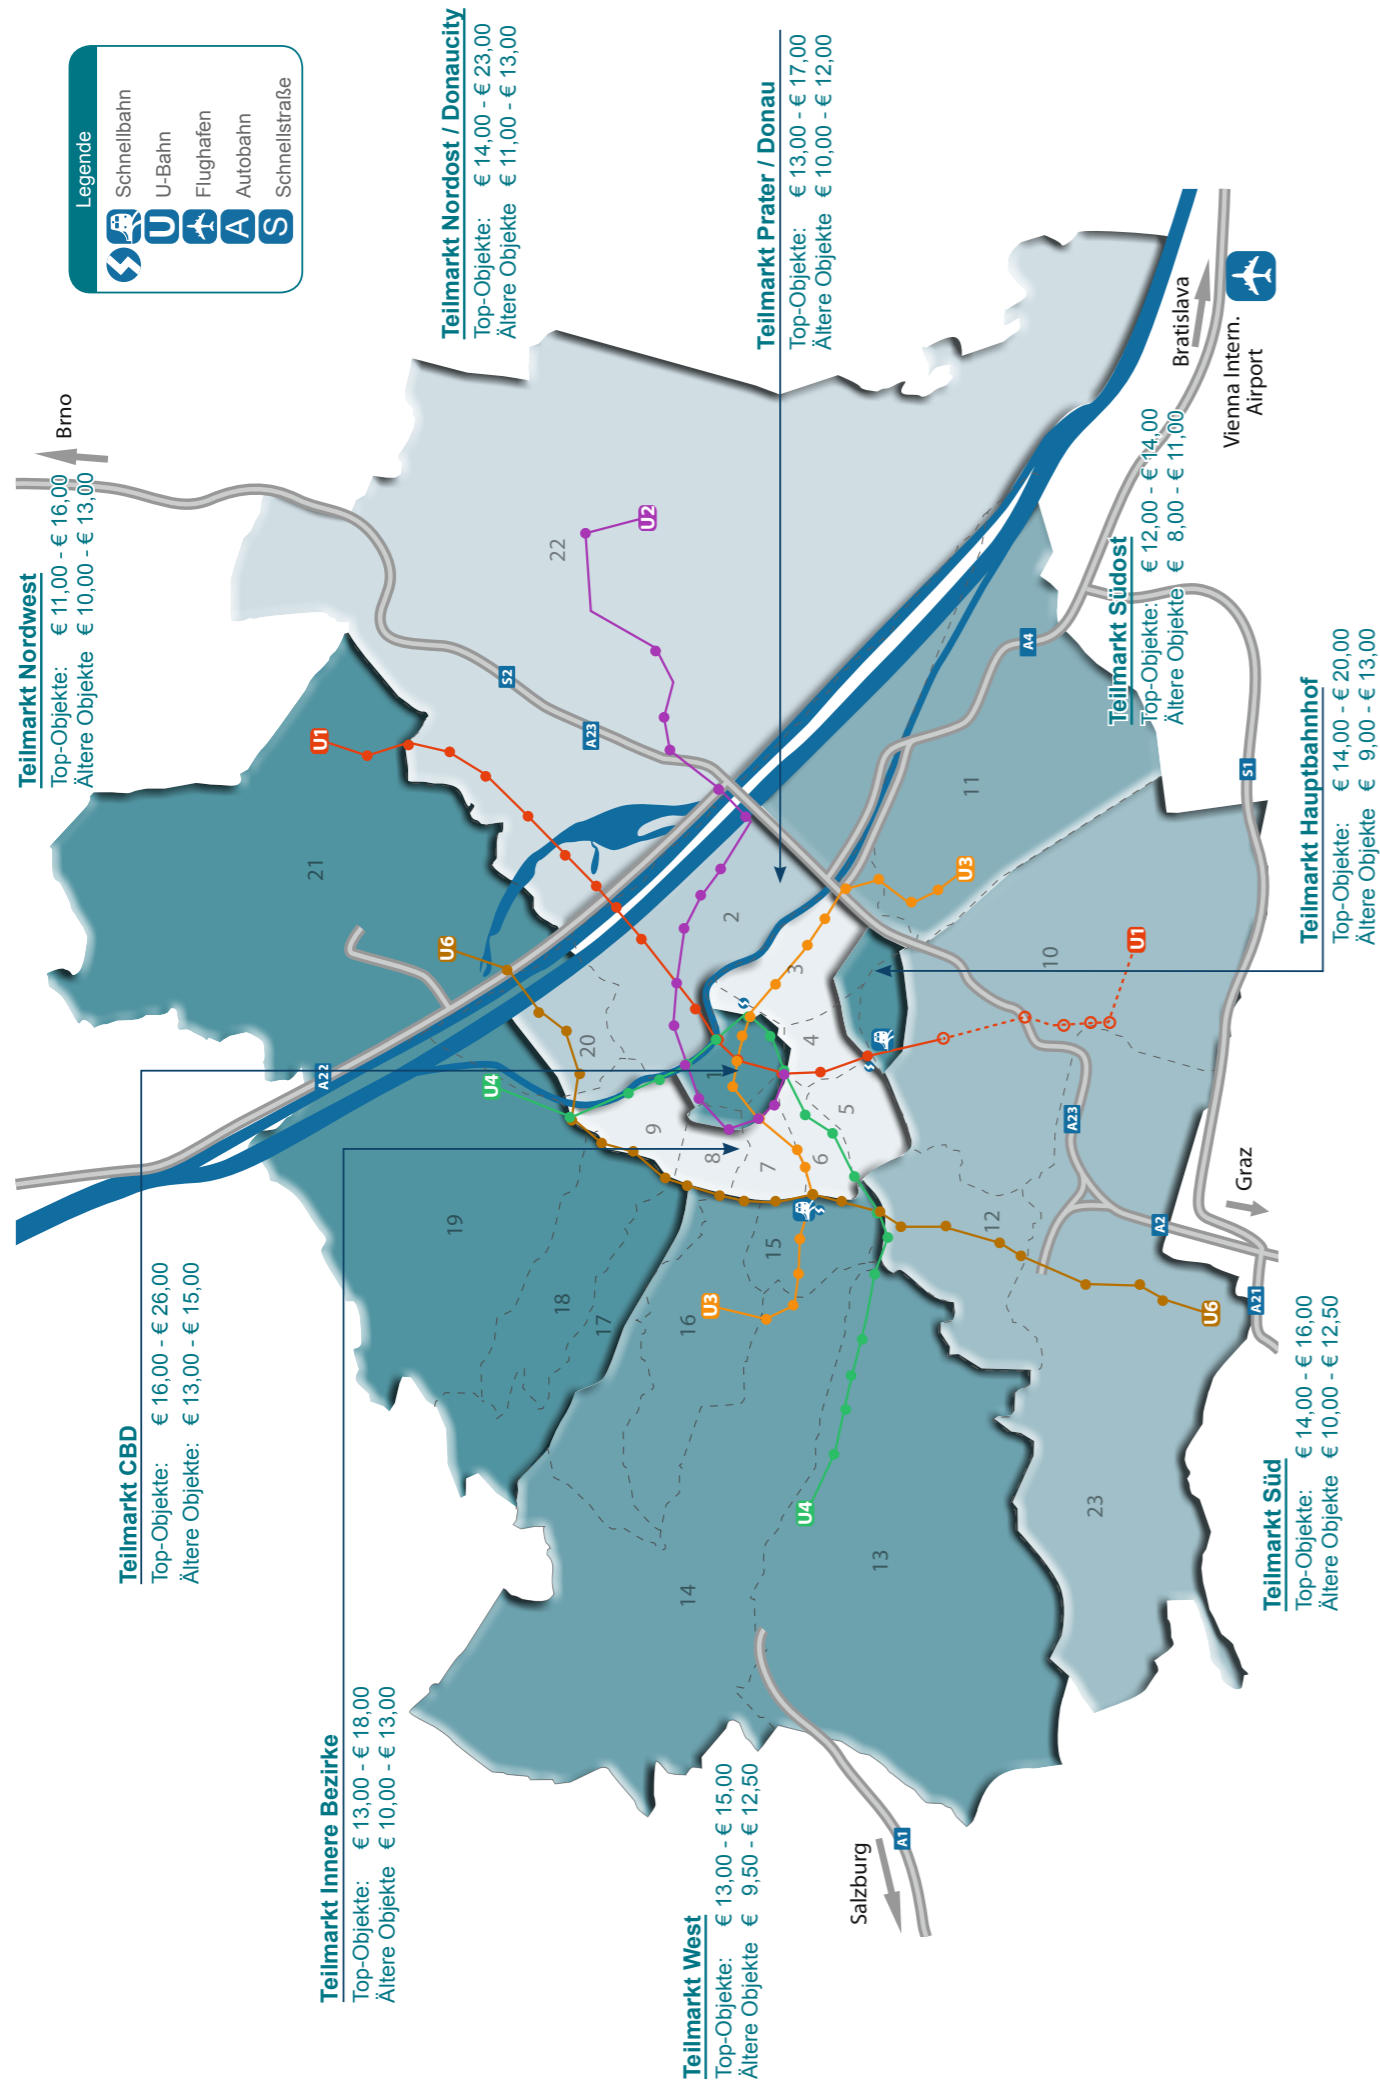 Legende
Schnellbahn
U
U-Bahn
Flughafen
A
Autobahn
S
Schnellstraße
Teilmarkt Nordwest
Top-Objekte: € 11,00 - € 16,00
Ältere Objekte € 10,00 - € 13,00
Brno
Teilmarkt Nordost / Donaucity
Top-Objekte: € 14,00 - € 23,00
Ältere Objekte € 11,00 - € 13,00
Teilmarkt Prater / Donau
Top-Objekte: € 13,00 - € 17,00
Ältere Objekte € 10,00 - € 12,00
Teilmarkt CBD
Top-Objekte: € 16,00 - € 26,00
Ältere Objekte: € 13,00 - € 15,00
Teilmarkt Innere Bezirke
Top-Objekte: € 13,00 - € 18,00
Ältere Objekte € 10,00 - € 13,00
Teilmarkt West
Top-Objekte: € 13,00 - € 15,00
Ältere Objekte € 9,50 - € 12,50
Teilmarkt Süd
Top-Objekte: € 14,00 - € 16,00
Ältere Objekte € 10,00 - € 12,50
Teilmarkt Hauptbahnhof
Top-Objekte: € 14,00 - € 20,00
Ältere Objekte € 9,00 - € 13,00
Teilmarkt Südost
Top-Objekte: € 12,00 - € 14,00
Ältere Objekte € 8,00 - € 11,00
Bratislava
Vienna Intern.
Airport
Salzburg
Graz
A22
S2
A23
A4
S1
A23
A2
A21
A1
U1
U6
U4
U2
U3
U3
U4
U1
U6
1
2
3
4
5
6
7
8
9
10
11
12
13
14
15
16
17
18
19
20
21
22
23